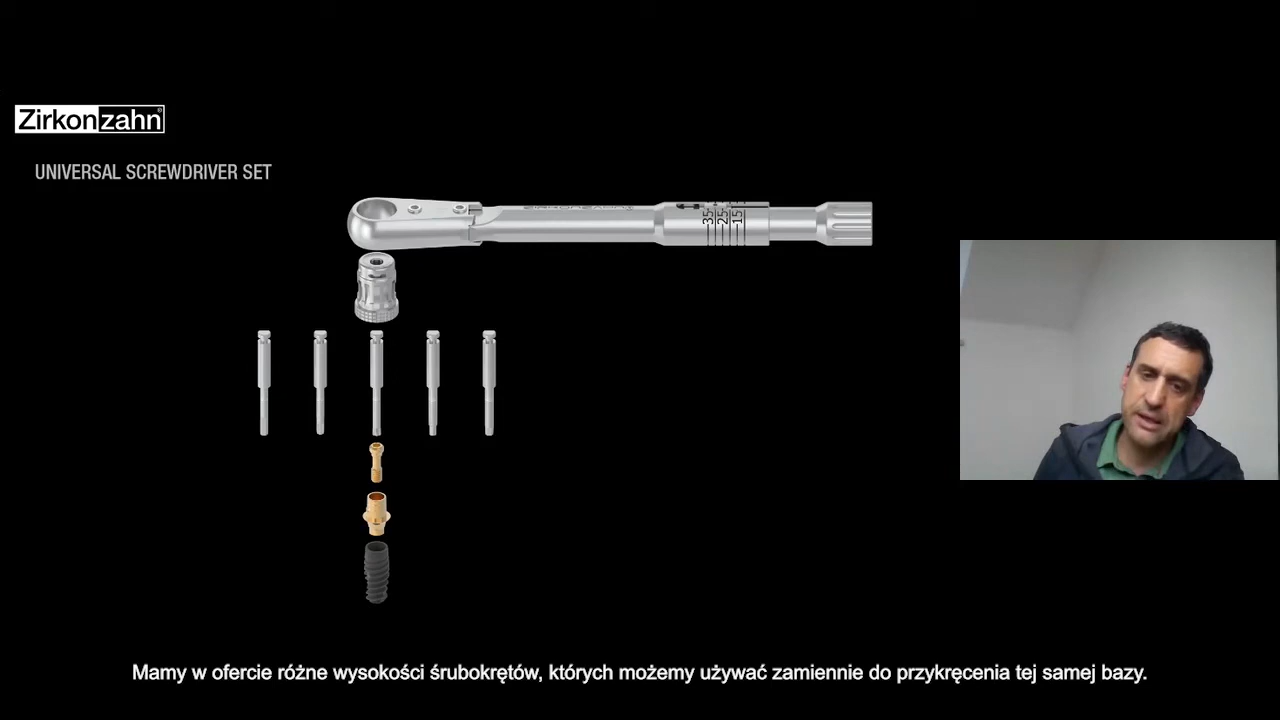 Zirkonzahn®
UNIVERSAL SCREWDRIVER SET
35
25
15
Mamy w ofercie różne wysokości śrubokrętów, których możemy używać zamiennie do przykręcenia tej samej bazy.